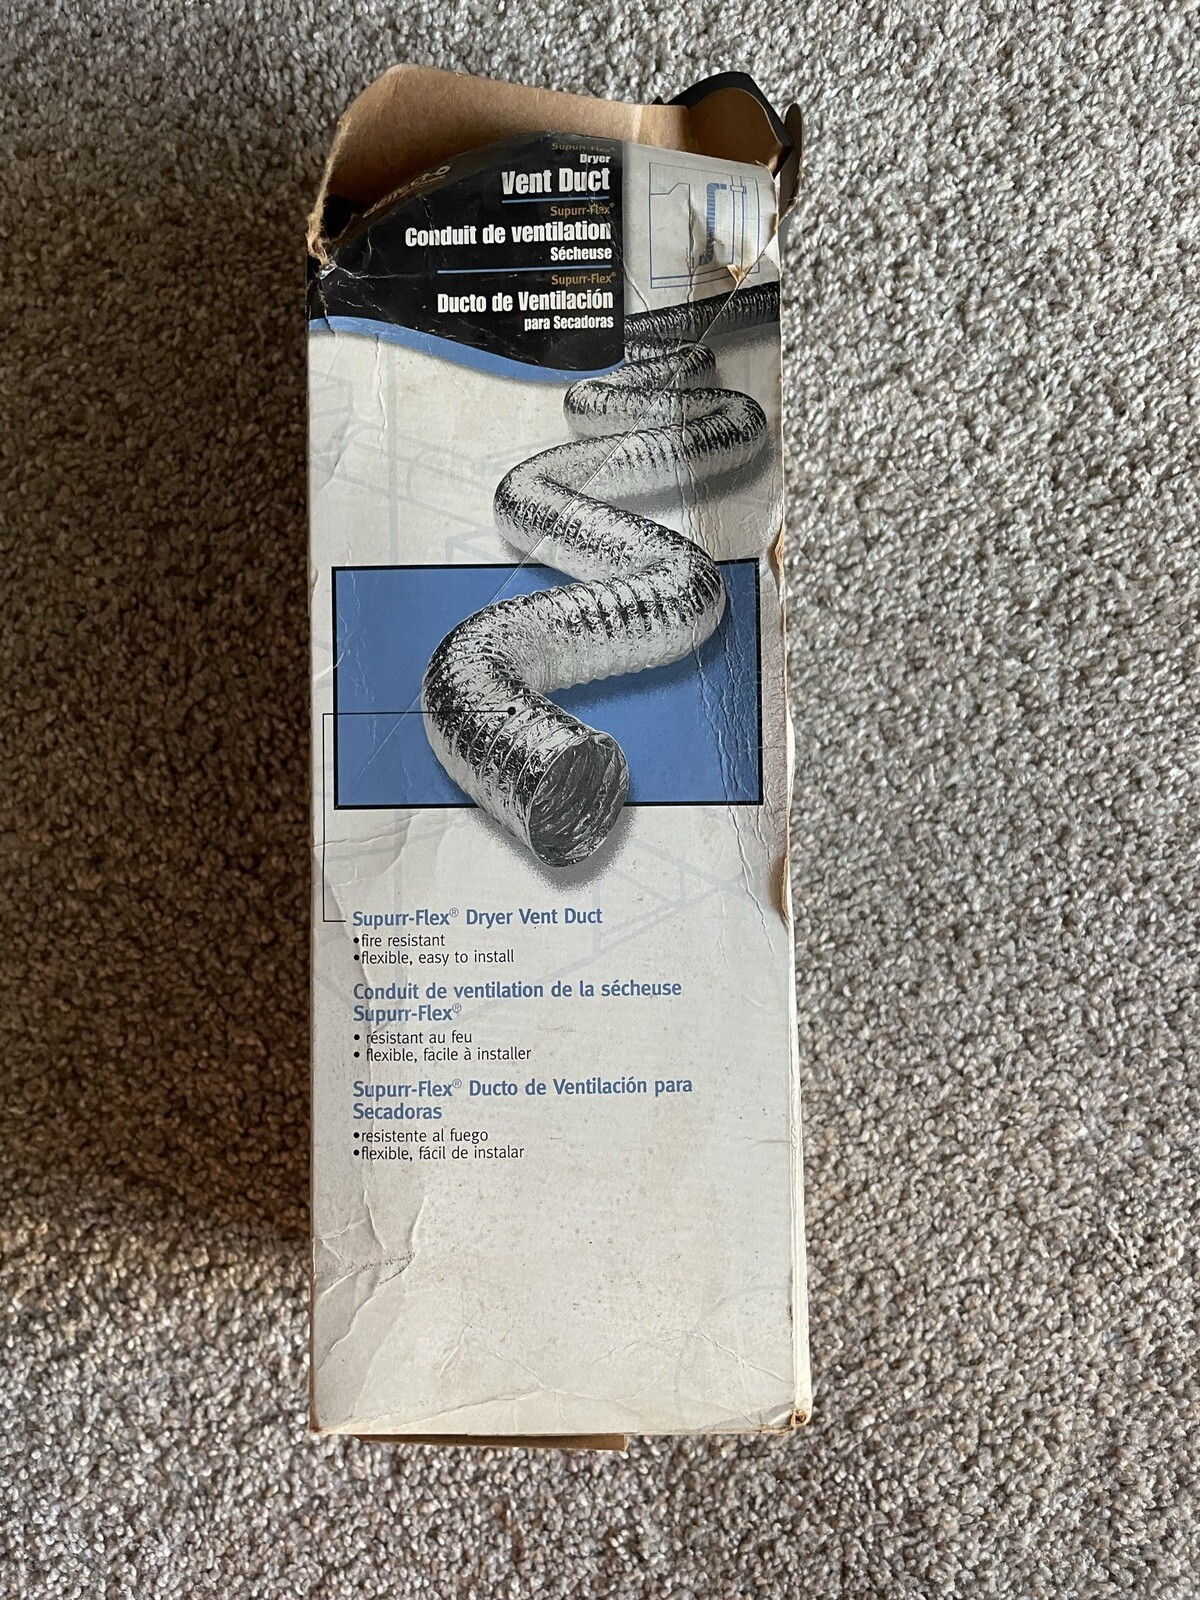 Supurr-Flex®
Dryer
Vent Duct
Supurr-Flex®
Conduit de ventilation
Sécheuse
Supurr-Flex®
Ducto de Ventilación
para Secadoras
Supurr-Flex® Dryer Vent Duct
•fire resistant
•flexible, easy to install
Conduit de ventilation de la sécheuse
Supurr-Flex®
• résistant au feu
• flexible, facile à installer
Supurr-Flex® Ducto de Ventilación para
Secadoras
•resistente al fuego
•flexible, fácil de instalar